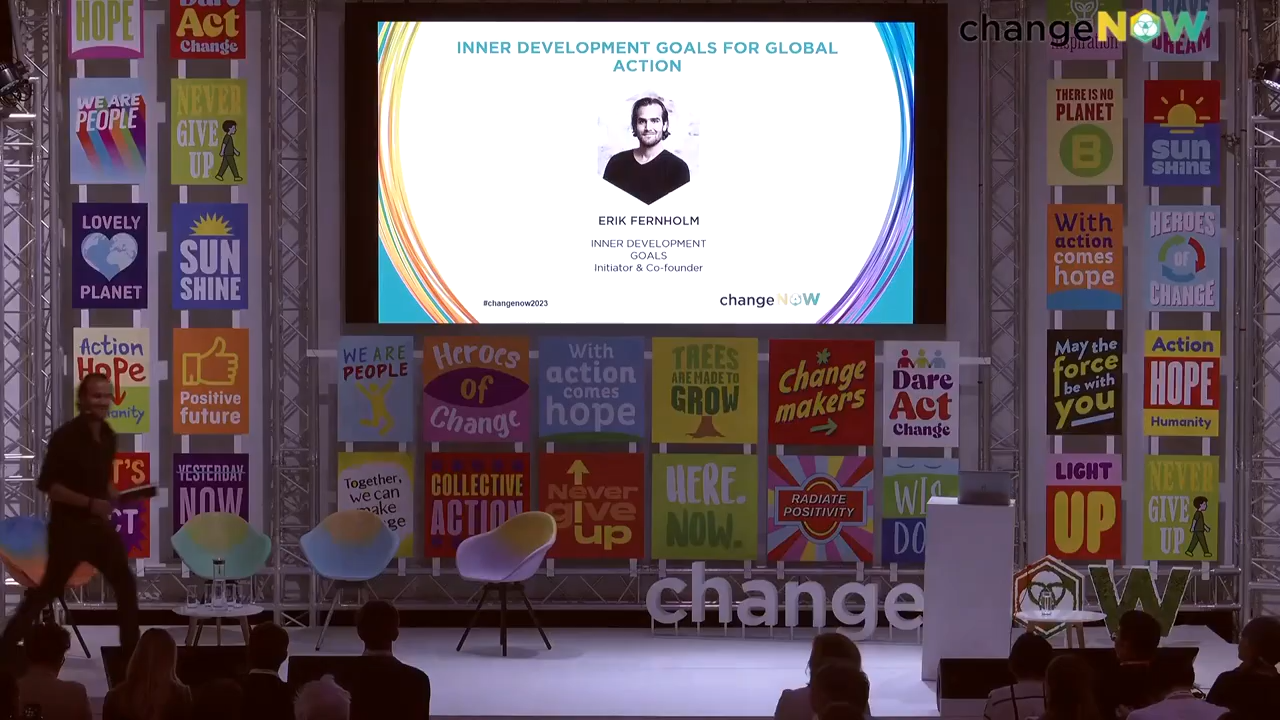 HOPE
Dare
Act
Change
WE ARE
PEOPLE
NEVER
GIVE
UP
LOVELY
PLANET
SUN
SHINE
Action
Hope
Positive
future
YESTERDAY
NOW
INNER DEVELOPMENT GOALS FOR GLOBAL
ACTION
ERIK FERNHOLM
INNER DEVELOPMENT
GOALS
Initiator & Co-founder
#changenow2023
changeNOW
WE ARE
PEOPLE
Heroes
of
Change
With
action
comes
hope
TREES
ARE MADE TO
GROW
Change
makers
Dare
Act
Change
Together,
we can
make
COLLECTIVE
ACTION
Never
give
up
HERE.
NOW.
RADIATE
POSITIVITY
change
W
changeNOW
inspiration
DREAM
THERE IS NO
PLANET
B
SUN
SHINE
With
action
comes
hope
HEROES
OF
CHANGE
May the
force
be with
you
Action
HOPE
Humanity
LIGHT
UP
NEVER
GIVE
UP